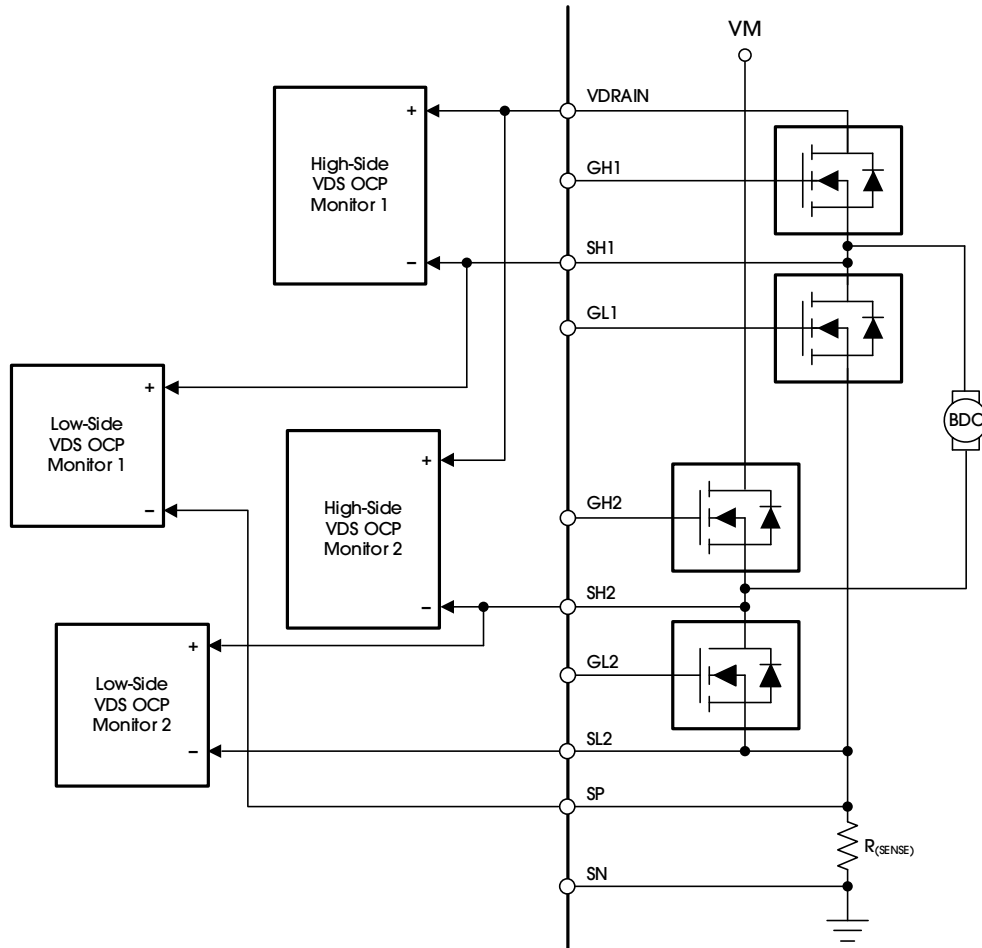 VM
VDRAIN
+
High-Side
VDS OCP
Monitor 1
GH1
−
SH1
GL1
+
Low-Side
VDS OCP
Monitor 1
−
BDC
+
High-Side
VDS OCP
Monitor 2
−
GH2
SH2
+
Low-Side
VDS OCP
Monitor 2
−
GL2
SL2
SP
R(SENSE)
SN